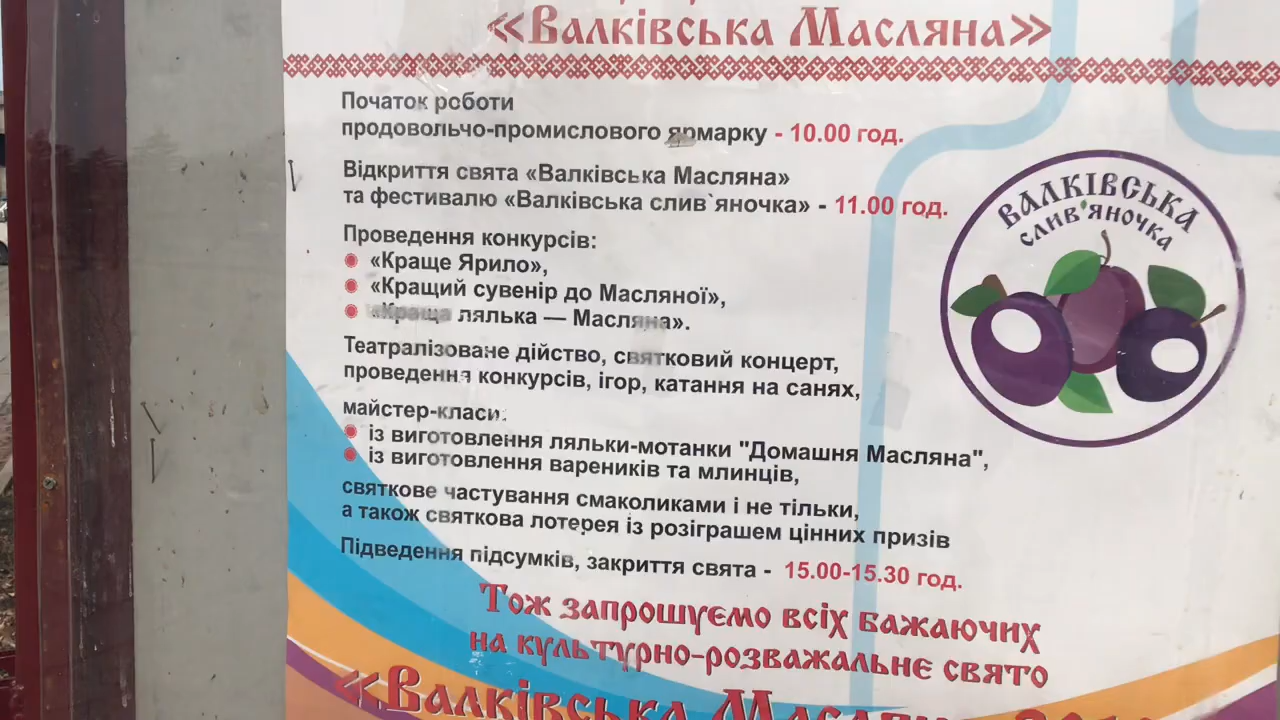 «Валківська Масляна»
Початок роботи
продовольчо-промислового ярмарку - 10.00 год.
Відкриття свята «Валківська Масляна»
та фестивалю «Валківська слив`яночка» - 11.00 год.
Проведення конкурсів:
«Краще Ярило»,
«Кращий сувенір до Масляної»,
«Краща лялька — Масляна».
Театралізоване дійство, святковий концерт,
проведення конкурсів, ігор, катання на санях,
майстер-класи:
із виготовлення ляльки-мотанки "Домашня Масляна",
із виготовлення вареників та млинців,
святкове частування смаколиками і не тільки,
а також святкова лотерея із розіграшем цінних призів
Підведення підсумків, закриття свята - 15.00-15.30 год.
Тож запрошуємо всіх бажаючих
на культурно-розважальне свято
«Валківська
ВАЛКІВСЬКА
СЛИВ'ЯНОЧКА